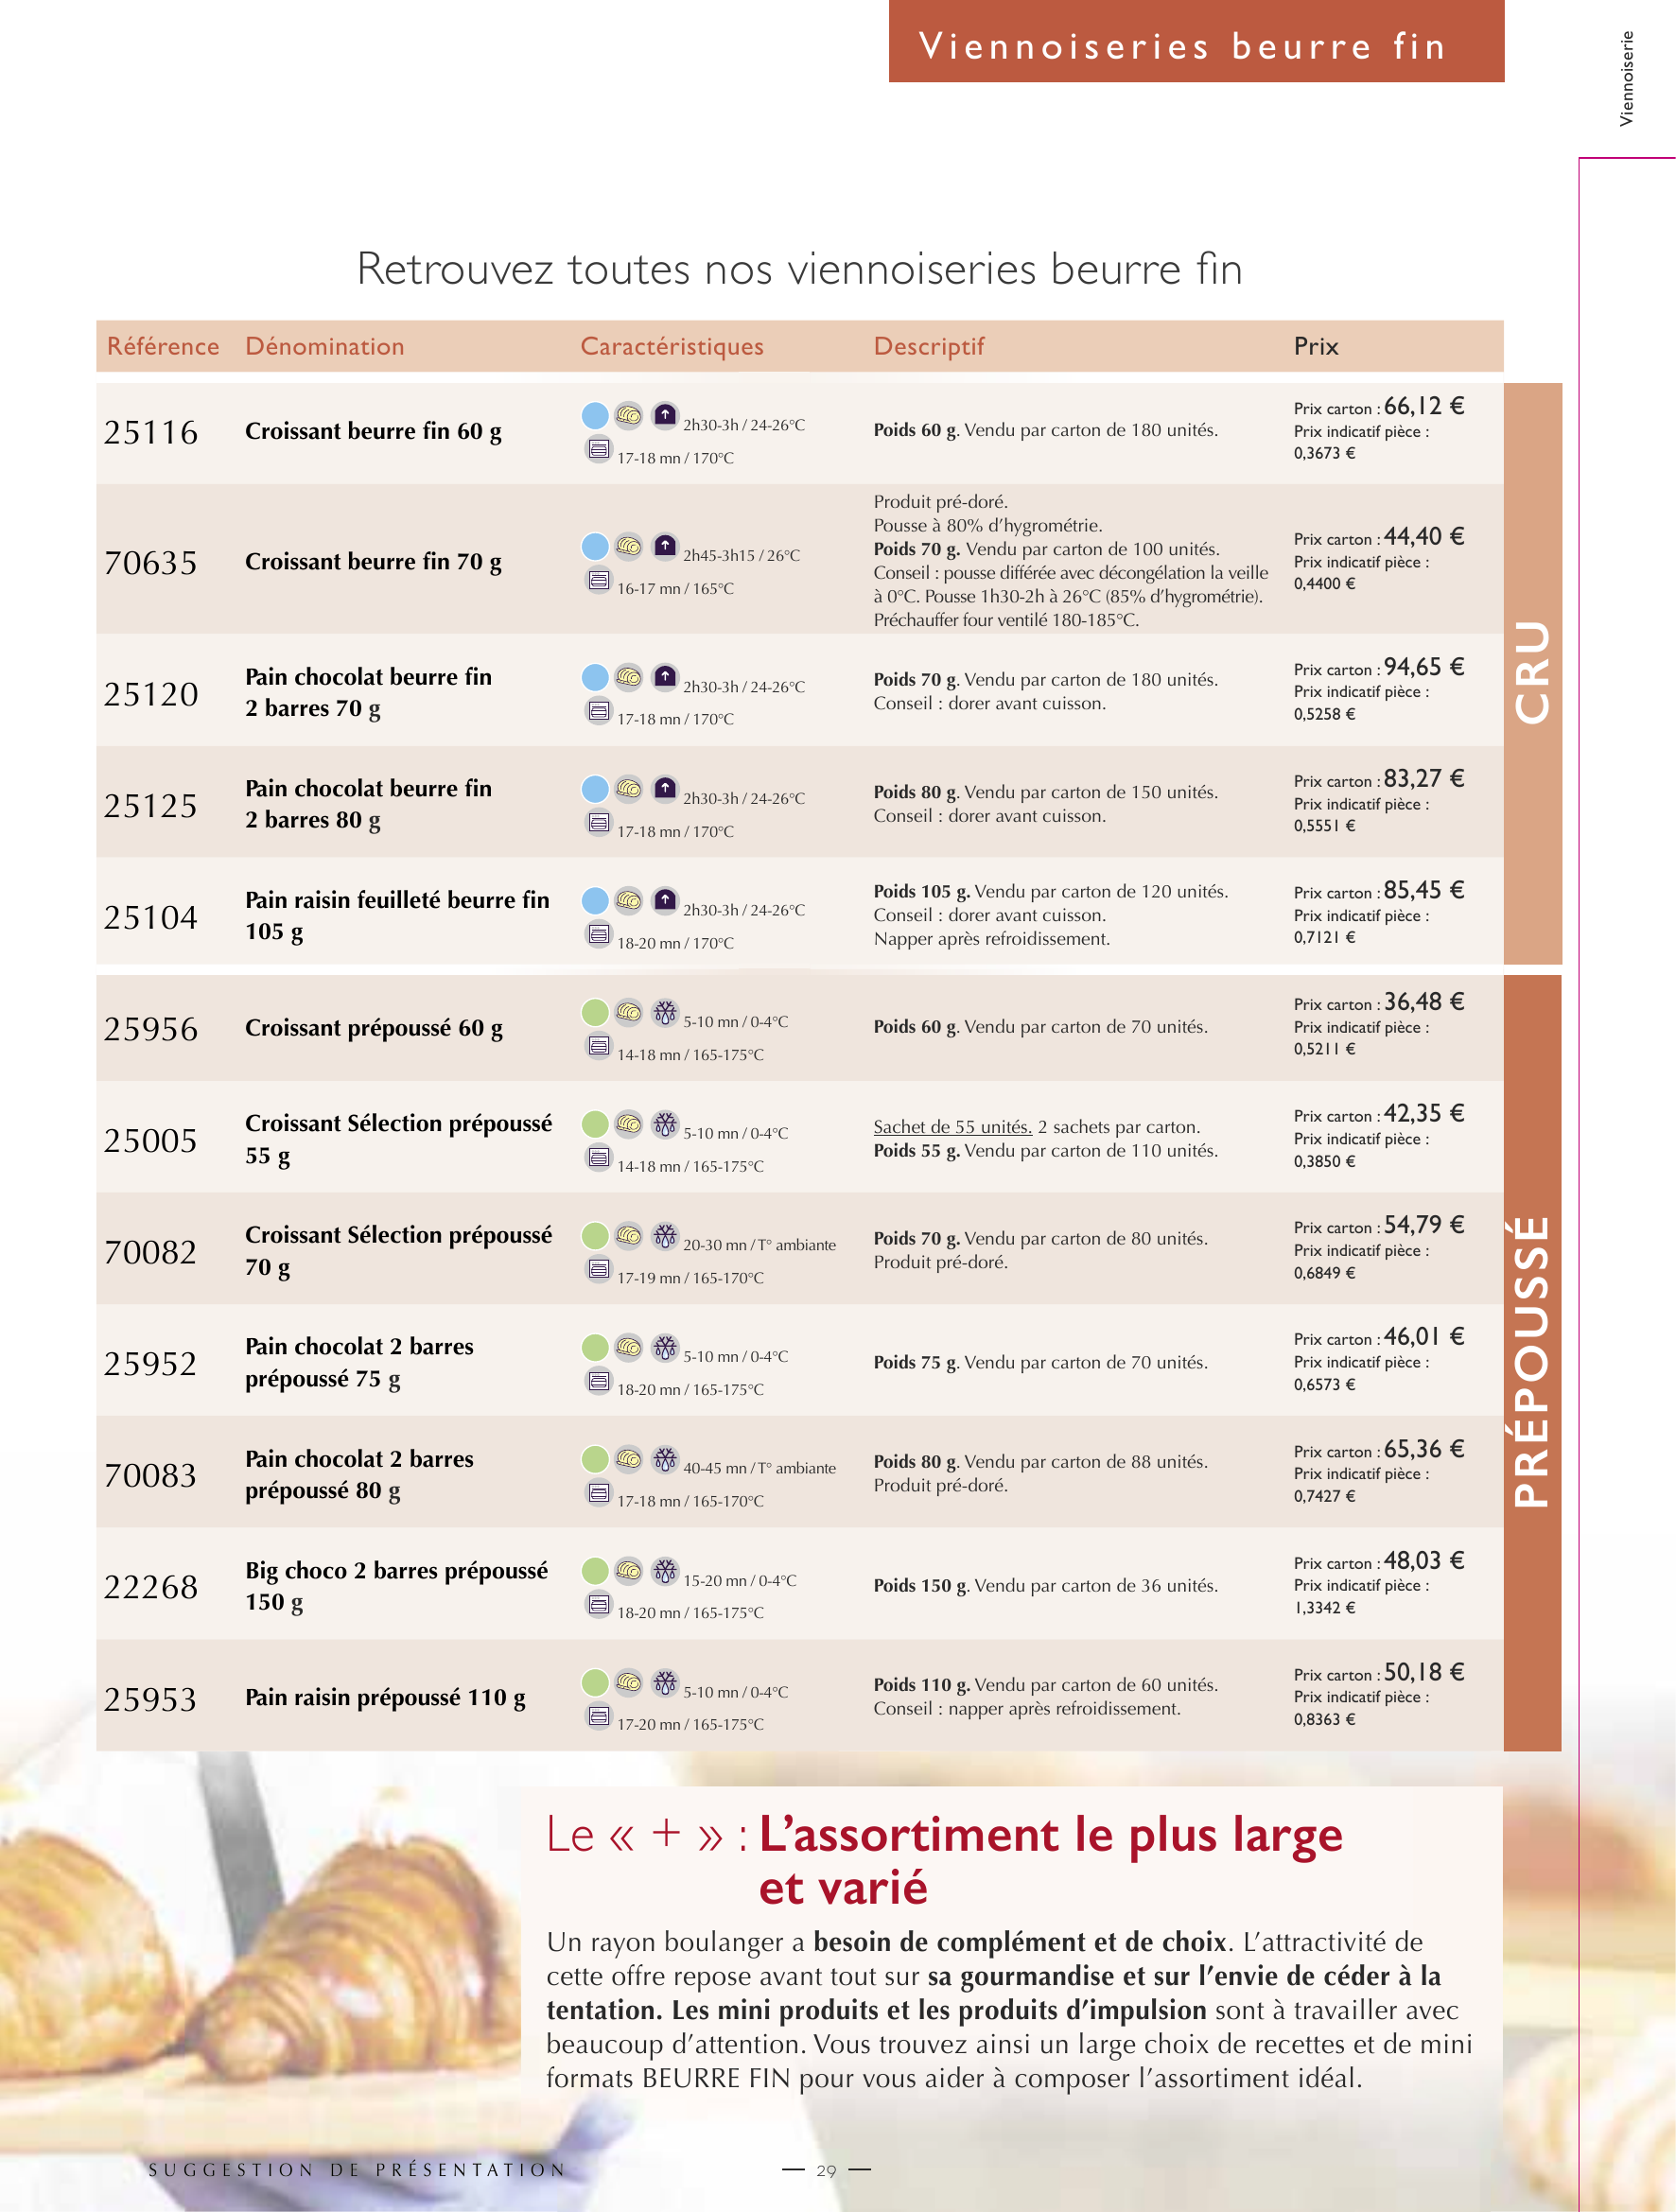 Viennoiseries beurre fin
Viennoiserie
Retrouvez toutes nos viennoiseries beurre fin
Référence Dénomination Caractéristiques Descriptif Prix
CRU
25116
Croissant beurre fin 60 g
2h30-3h / 24-26°C
17-18 mn / 170°C
Poids 60 g. Vendu par carton de 180 unités.
Prix carton : 66,12 €
Prix indicatif pièce :
0,3673 €
70635
Croissant beurre fin 70 g
2h45-3h15 / 26°C
16-17 mn / 165°C
Produit pré-doré.
Pousse à 80% d’hygrométrie.
Poids 70 g. Vendu par carton de 100 unités.
Conseil : pousse différée avec décongélation la veille
à 0°C. Pousse 1h30-2h à 26°C (85% d’hygrométrie).
Préchauffer four ventilé 180-185°C.
Prix carton : 44,40 €
Prix indicatif pièce :
0,4400 €
25120
Pain chocolat beurre fin
2 barres 70 g
2h30-3h / 24-26°C
17-18 mn / 170°C
Poids 70 g. Vendu par carton de 180 unités.
Conseil : dorer avant cuisson.
Prix carton : 94,65 €
Prix indicatif pièce :
0,5258 €
25125
Pain chocolat beurre fin
2 barres 80 g
2h30-3h / 24-26°C
17-18 mn / 170°C
Poids 80 g. Vendu par carton de 150 unités.
Conseil : dorer avant cuisson.
Prix carton : 83,27 €
Prix indicatif pièce :
0,5551 €
25104
Pain raisin feuilleté beurre fin
105 g
2h30-3h / 24-26°C
18-20 mn / 170°C
Poids 105 g. Vendu par carton de 120 unités.
Conseil : dorer avant cuisson.
Napper après refroidissement.
Prix carton : 85,45 €
Prix indicatif pièce :
0,7121 €
PRÉPOUSSÉ
25956
Croissant prépoussé 60 g
5-10 mn / 0-4°C
14-18 mn / 165-175°C
Poids 60 g. Vendu par carton de 70 unités.
Prix carton : 36,48 €
Prix indicatif pièce :
0,5211 €
25005
Croissant Sélection prépoussé
55 g
5-10 mn / 0-4°C
14-18 mn / 165-175°C
Sachet de 55 unités. 2 sachets par carton.
Poids 55 g. Vendu par carton de 110 unités.
Prix carton : 42,35 €
Prix indicatif pièce :
0,3850 €
70082
Croissant Sélection prépoussé
70 g
20-30 mn / T° ambiante
17-19 mn / 165-170°C
Poids 70 g. Vendu par carton de 80 unités.
Produit pré-doré.
Prix carton : 54,79 €
Prix indicatif pièce :
0,6849 €
25952
Pain chocolat 2 barres
prépoussé 75 g
5-10 mn / 0-4°C
18-20 mn / 165-175°C
Poids 75 g. Vendu par carton de 70 unités.
Prix carton : 46,01 €
Prix indicatif pièce :
0,6573 €
70083
Pain chocolat 2 barres
prépoussé 80 g
40-45 mn / T° ambiante
17-18 mn / 165-170°C
Poids 80 g. Vendu par carton de 88 unités.
Produit pré-doré.
Prix carton : 65,36 €
Prix indicatif pièce :
0,7427 €
22268
Big choco 2 barres prépoussé
150 g
15-20 mn / 0-4°C
18-20 mn / 165-175°C
Poids 150 g. Vendu par carton de 36 unités.
Prix carton : 48,03 €
Prix indicatif pièce :
1,3342 €
25953
Pain raisin prépoussé 110 g
5-10 mn / 0-4°C
17-20 mn / 165-175°C
Poids 110 g. Vendu par carton de 60 unités.
Conseil : napper après refroidissement.
Prix carton : 50,18 €
Prix indicatif pièce :
0,8363 €
Le « + » : L’assortiment le plus large
et varié
Un rayon boulanger a besoin de complément et de choix. L’attractivité de
cette offre repose avant tout sur sa gourmandise et sur l’envie de céder à la
tentation. Les mini produits et les produits d’impulsion sont à travailler avec
beaucoup d’attention. Vous trouvez ainsi un large choix de recettes et de mini
formats BEURRE FIN pour vous aider à composer l’assortiment idéal.
SUGGESTION DE PRÉSENTATION
— 29 —